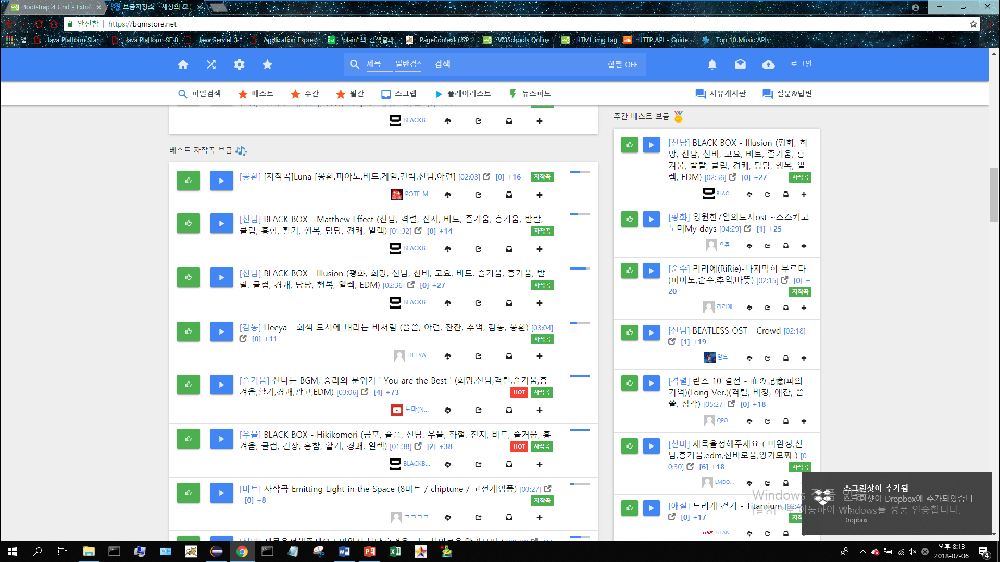 Bootstrap 4 Grid - Extra
브금저장소 - 세상의 모든
안전함
https://bgmstore.net
앱
Java Platform Stand
Java Platform SE 8
Java Servlet 3.1
Application Expres
'plain' 의 검색결과
PageContext (JSP 2
W3Schools Online
HTML img tag
HTTP API - Guide
Top 10 Music APIs
제목
일반검색
검색
합필 OFF
로그인
파일검색
베스트
주간
월간
스크랩
플레이리스트
뉴스피드
자유게시판
질문&답변
BLACKB...
베스트 자작곡 브금
[몽환] [자작곡]Luna [몽환.피아노.비트.게임.긴박.신남.아련] [02:03] [0] +16
자작곡
POTE_M
[신남] BLACK BOX - Matthew Effect (신남, 격렬, 진지, 비트, 즐거움, 흥겨움, 발랄,
클럽, 흥함, 활기, 행복, 당당, 경쾌, 일렉) [01:32] [0] +14
자작곡
BLACKB...
[신남] BLACK BOX - Illusion (평화, 희망, 신남, 신비, 고요, 비트, 즐거움, 흥겨움, 발
랄, 클럽, 경쾌, 당당, 행복, 일렉, EDM) [02:36] [0] +27
자작곡
BLACKB...
[감동] Heeya - 회색 도시에 내리는 비처럼 (쓸쓸, 아련, 잔잔, 추억, 감동, 몽환) [03:04]
[0] +11
자작곡
HEEYA
[즐거움] 신나는 BGM, 승리의 분위기 ' You are the Best ' (희망,신남,격렬,즐거움,흥
겨움,활기,경쾌,광고,EDM) [03:06] [4] +73
HOT 자작곡
노마(N...
[우울] BLACK BOX - Hikikomori (공포, 슬픔, 신남, 우울, 좌절, 진지, 비트, 즐거움, 흥
겨움, 클럽, 긴장, 흥함, 활기, 경쾌, 일렉) [01:38] [2] +38
HOT 자작곡
BLACKB...
[비트] 자작곡 Emitting Light in the Space (8비트 / chiptune / 고전게임풍) [03:27]
[0] +8
자작곡
ㄱㅋㄱㄱ
주간 베스트 브금
[신남] BLACK BOX - Illusion (평화, 희
망, 신남, 신비, 고요, 비트, 즐거움, 흥
겨움, 발랄, 클럽, 경쾌, 당당, 행복, 일
렉, EDM) [02:36] [0] +27
자작곡
BLAC...
[평화] 영원한7일의도시ost ~스즈키코
노미My days [04:29] [1] +25
으휴
[순수] 리리에(RiRie)-나지막히 부르다
(피아노,순수,추억,따뜻) [02:15] [0] +
20
자작곡
리리에
[신남] BEATLESS OST - Crowd [02:18]
[1] +19
알드...
[격렬] 란스 10 결전 - 血の記憶(피의
기억)(Long Ver.)(격렬, 비장, 애잔, 쓸
쓸, 심각) [05:27] [0] +18
QPO...
[신비] 제목을정해주세요 ( 미완성,신
남,흥겨움,edm,신비로움,앙기모찌 ) [0
0:30] [6] +18
자작곡
LMDO...
[애절] 느리게 걷기 - Titanrium [02:49
[0] +17
자작
TITAN...
Windows 정품 인증
[설정]으로 이동하여 Windows를 정품 인증합니다.
스크린샷이 추가됨
스크린샷이 Dropbox에 추가되었습니
다.
Dropbox
오후 8:13
2018-07-06
4